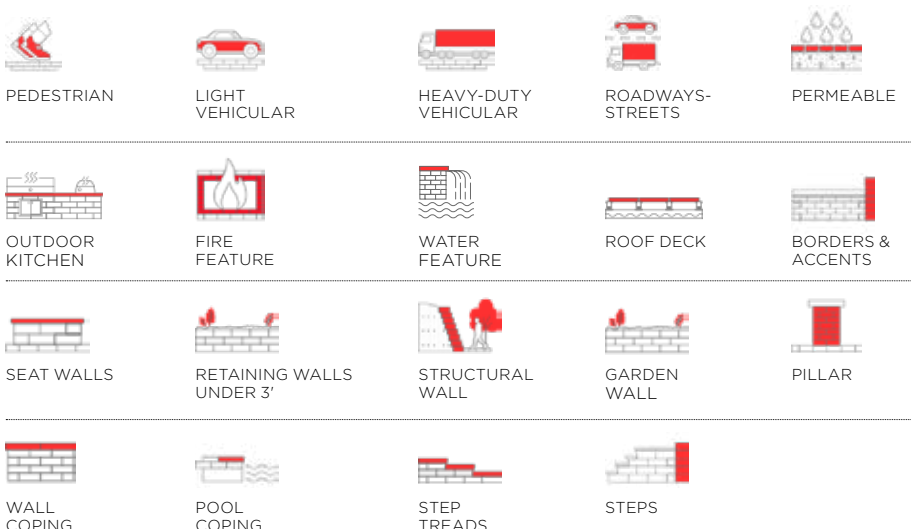 PEDESTRIAN
LIGHT
VEHICULAR
HEAVY-DUTY
VEHICULAR
ROADWAYS-
STREETS
PERMEABLE
OUTDOOR
KITCHEN
FIRE
FEATURE
WATER
FEATURE
ROOF DECK
BORDERS &
ACCENTS
SEAT WALLS
RETAINING WALLS
UNDER 3'
STRUCTURAL
WALL
GARDEN
WALL
PILLAR
WALL
COPING
POOL
COPING
STEP
TREADS
STEPS